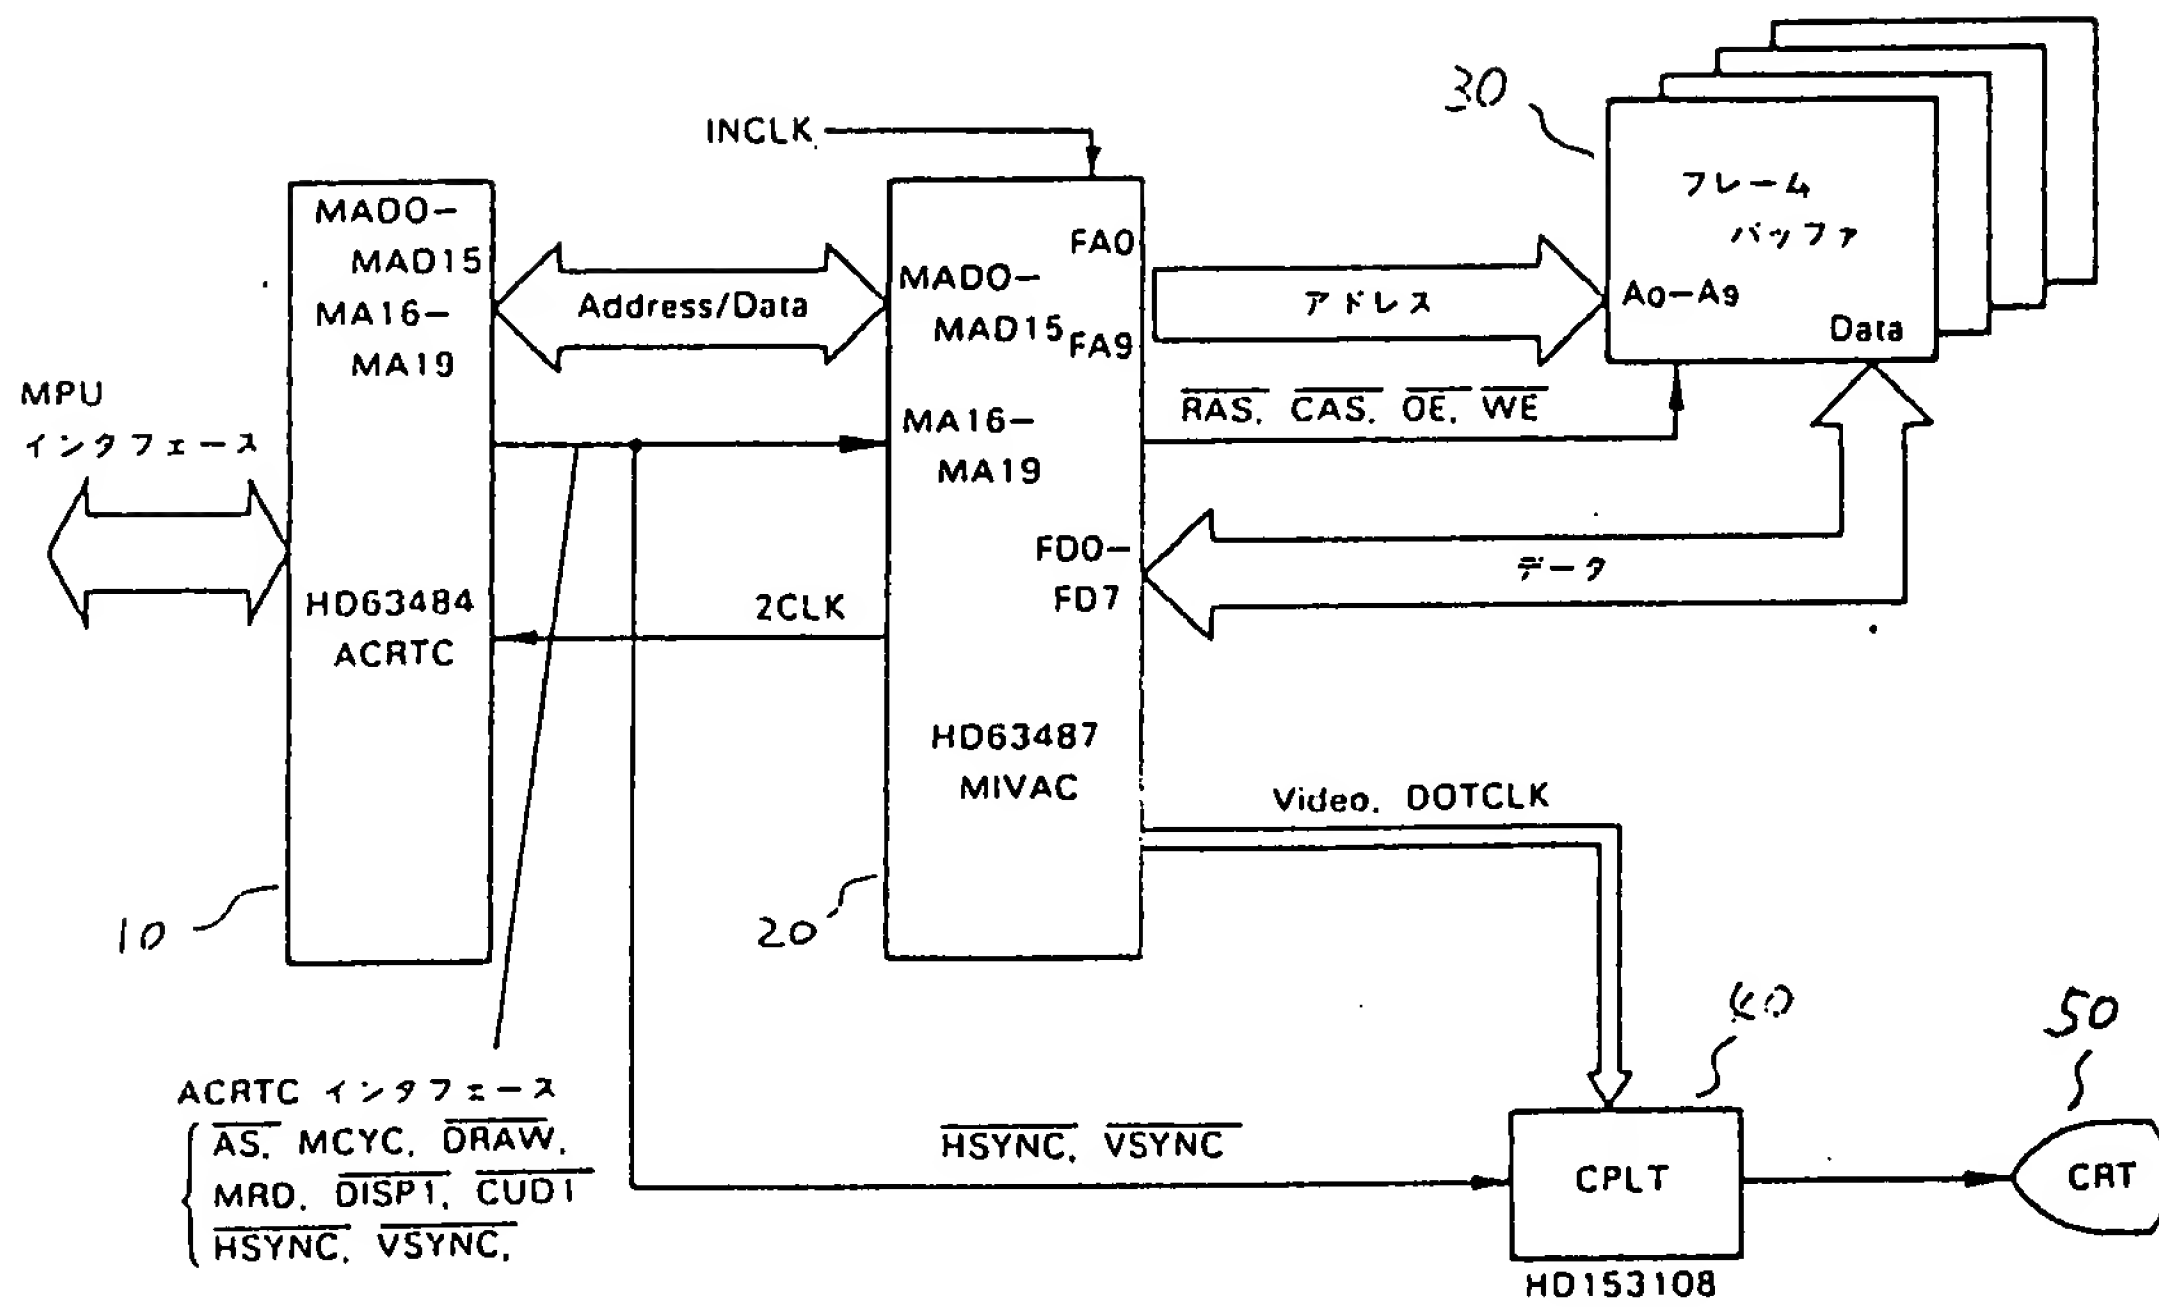 30
INCLK
フレーム
バッファ
A0-A9
Data
MAD0-
MAD15
MA16-
MA19
HD63484
ACRTC
Address/Data
FA0
MAD0-
MAD15
FA9
MA16-
MA19
FD0-
FD7
HD63487
MIVAC
アドレス
RAS, CAS, OE, WE
データ
MPU
インタフェース
2CLK
Video, DOTCLK
10
20
40
50
ACRTC インタフェース
AS, MCYC, DRAW,
MRD, DISP1, CUD1
HSYNC, VSYNC,
HSYNC, VSYNC
CPLT
HD153108
CRT